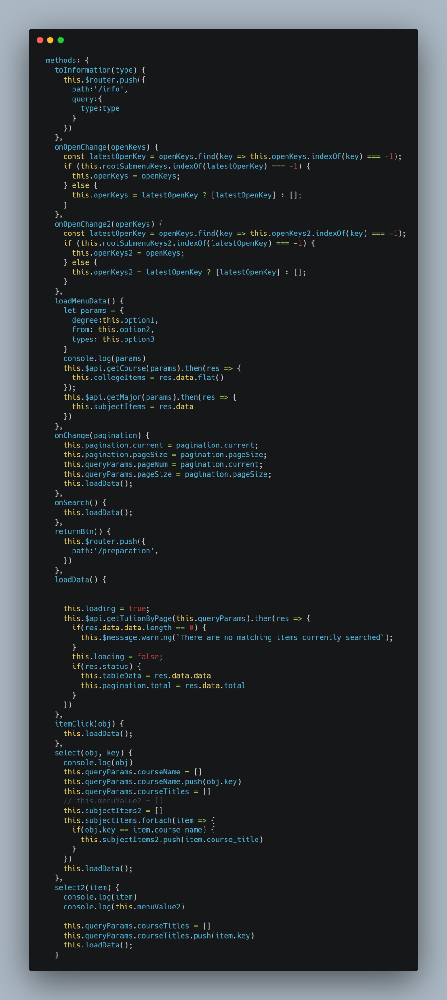 methods: {
  toInformation(type) {
    this.$router.push({
      path:'/info',
      query:{
        type:type
      }
    })
  },
  onOpenChange(openKeys) {
    const latestOpenKey = openKeys.find(key => this.openKeys.indexOf(key) === -1);
    if (this.rootSubmenuKeys.indexOf(latestOpenKey) === -1) {
      this.openKeys = openKeys;
    } else {
      this.openKeys = latestOpenKey ? [latestOpenKey] : [];
    }
  },
  onOpenChange2(openKeys) {
    const latestOpenKey = openKeys.find(key => this.openKeys2.indexOf(key) === -1);
    if (this.rootSubmenuKeys2.indexOf(latestOpenKey) === -1) {
      this.openKeys2 = openKeys;
    } else {
      this.openKeys2 = latestOpenKey ? [latestOpenKey] : [];
    }
  },
  loadMenuData() {
    let params = {
      degree:this.option1,
      from: this.option2,
      types: this.option3
    }
    console.log(params)
    this.$api.getCourse(params).then(res => {
      this.collegeItems = res.data.flat()
    });
    this.$api.getMajor(params).then(res => {
      this.subjectItems = res.data
    })
  },
  onChange(pagination) {
    this.pagination.current = pagination.current;
    this.pagination.pageSize = pagination.pageSize;
    this.queryParams.pageNum = pagination.current;
    this.queryParams.pageSize = pagination.pageSize;
    this.loadData();
  },
  onSearch() {
    this.loadData();
  },
  returnBtn() {
    this.$router.push({
      path:'/preparation',
    })
  },
  loadData() {
    this.loading = true;
    this.$api.getTutionByPage(this.queryParams).then(res => {
      if(res.data.data.length == 0) {
        this.$message.warning(`There are no matching items currently searched`);
      }
      this.loading = false;
      if(res.status) {
        this.tableData = res.data.data
        this.pagination.total = res.data.total
      }
    })
  },
  itemClick(obj) {
    this.loadData();
  },
  select(obj, key) {
    console.log(obj)
    this.queryParams.courseName = []
    this.queryParams.courseName.push(obj.key)
    this.queryParams.courseTitles = []
    // this.menuValue2 = []
    this.subjectItems2 = []
    this.subjectItems.forEach(item => {
      if(obj.key == item.course_name) {
        this.subjectItems2.push(item.course_title)
      }
    })
    this.loadData();
  },
  select2(item) {
    console.log(item)
    console.log(this.menuValue2)
    this.queryParams.courseTitles = []
    this.queryParams.courseTitles.push(item.key)
    this.loadData();
  }